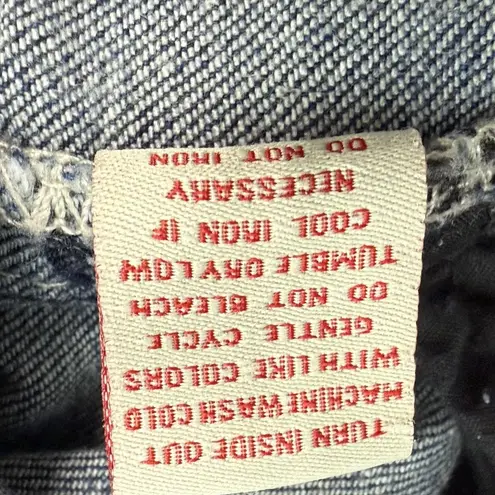 TURN INSIDE OUT
MACHINE WASH COLD
WITH LIKE COLORS
GENTLE CYCLE
DO NOT BLEACH
TUMBLE DRY LOW
COOL IRON IF
NECESSARY
DO NOT IRON